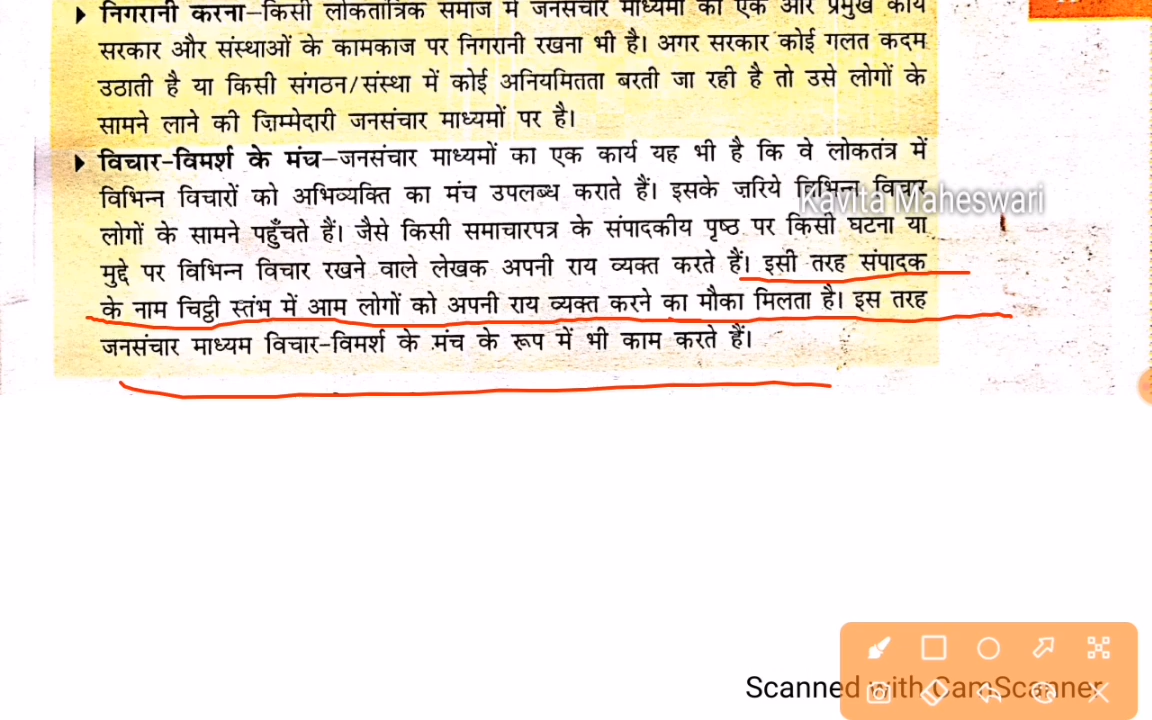 ▶ निगरानी करना–किसी लोकतांत्रिक समाज में जनसंचार माध्यमों का एक और प्रमुख कार्य
सरकार और संस्थाओं के कामकाज पर निगरानी रखना भी है। अगर सरकार कोई गलत कदम
उठाती है या किसी संगठन/संस्था में कोई अनियमितता बरती जा रही है तो उसे लोगों के
सामने लाने की ज़िम्मेदारी जनसंचार माध्यमों पर है।
▶ विचार-विमर्श के मंच–जनसंचार माध्यमों का एक कार्य यह भी है कि वे लोकतंत्र में
विभिन्न विचारों को अभिव्यक्ति का मंच उपलब्ध कराते हैं। इसके ज़रिये विभिन्न विचार
Kavita Maheswari
लोगों के सामने पहुँचते हैं। जैसे किसी समाचारपत्र के संपादकीय पृष्ठ पर किसी घटना या
मुद्दे पर विभिन्न विचार रखने वाले लेखक अपनी राय व्यक्त करते हैं। इसी तरह संपादक
के नाम चिट्ठी स्तंभ में आम लोगों को अपनी राय व्यक्त करने का मौका मिलता है। इस तरह
जनसंचार माध्यम विचार-विमर्श के मंच के रूप में भी काम करते हैं।
Scanned with CamScanner